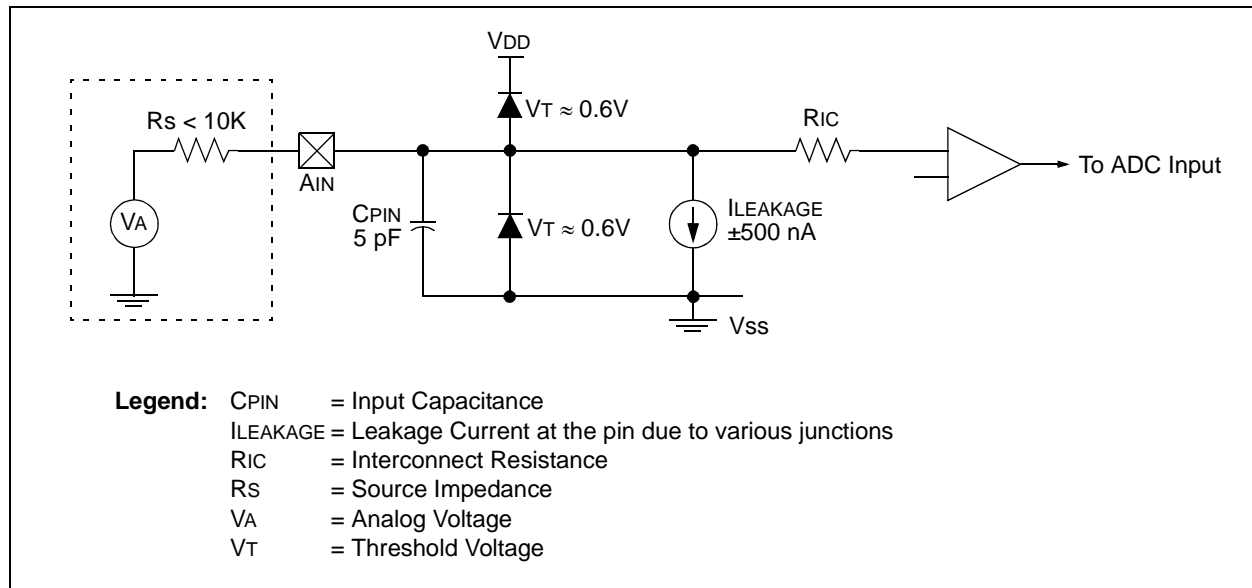 VDD
VT ≈ 0.6V
Rs < 10K
RIC
AIN
To ADC Input
VA
CPIN
5 pF
VT ≈ 0.6V
ILEAKAGE
±500 nA
Vss
Legend: CPIN = Input Capacitance
ILEAKAGE = Leakage Current at the pin due to various junctions
RIC = Interconnect Resistance
RS = Source Impedance
VA = Analog Voltage
VT = Threshold Voltage